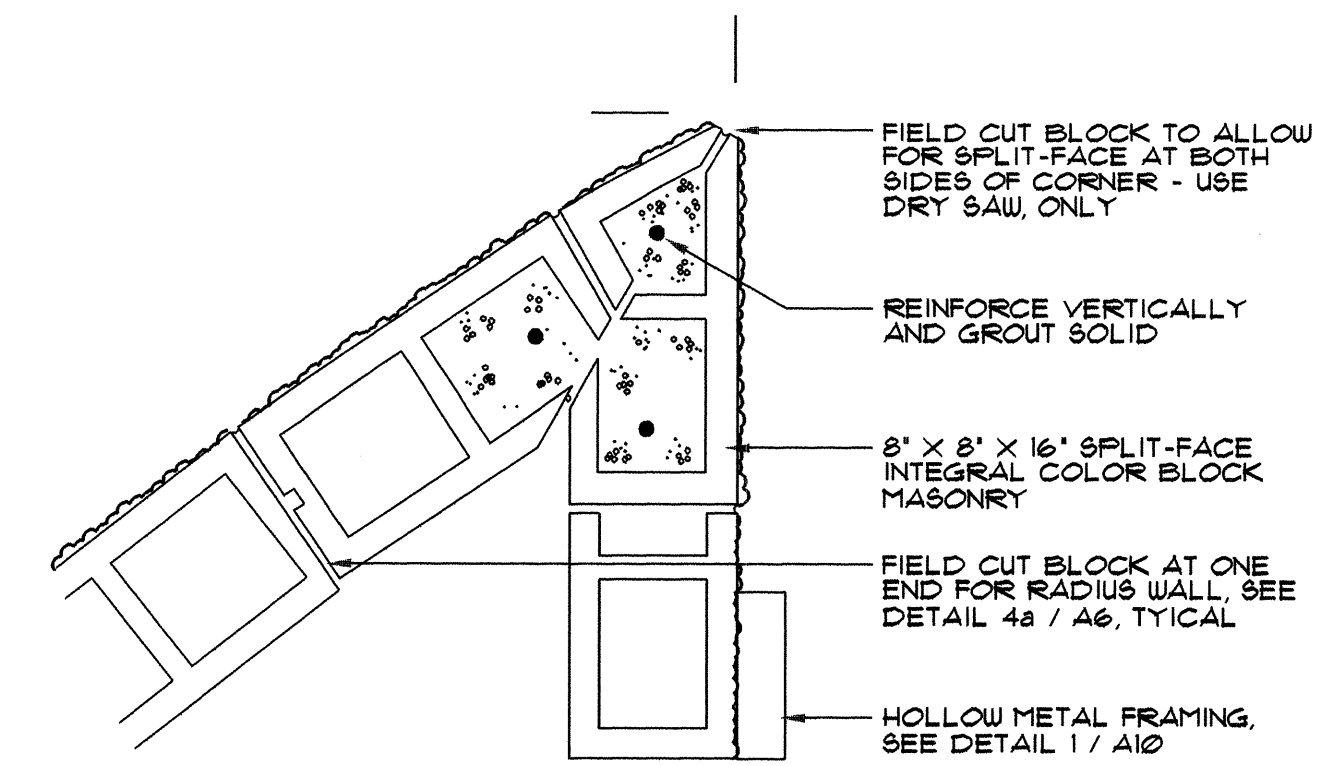 FIELD CUT BLOCK TO ALLOW
FOR SPLIT-FACE AT BOTH
SIDES OF CORNER - USE
DRY SAW, ONLY
REINFORCE VERTICALLY
AND GROUT SOLID
8" X 8" X 16" SPLIT-FACE
INTEGRAL COLOR BLOCK
MASONRY
FIELD CUT BLOCK AT ONE
END FOR RADIUS WALL, SEE
DETAIL 4a / A6, TYICAL
HOLLOW METAL FRAMING,
SEE DETAIL 1 / A10